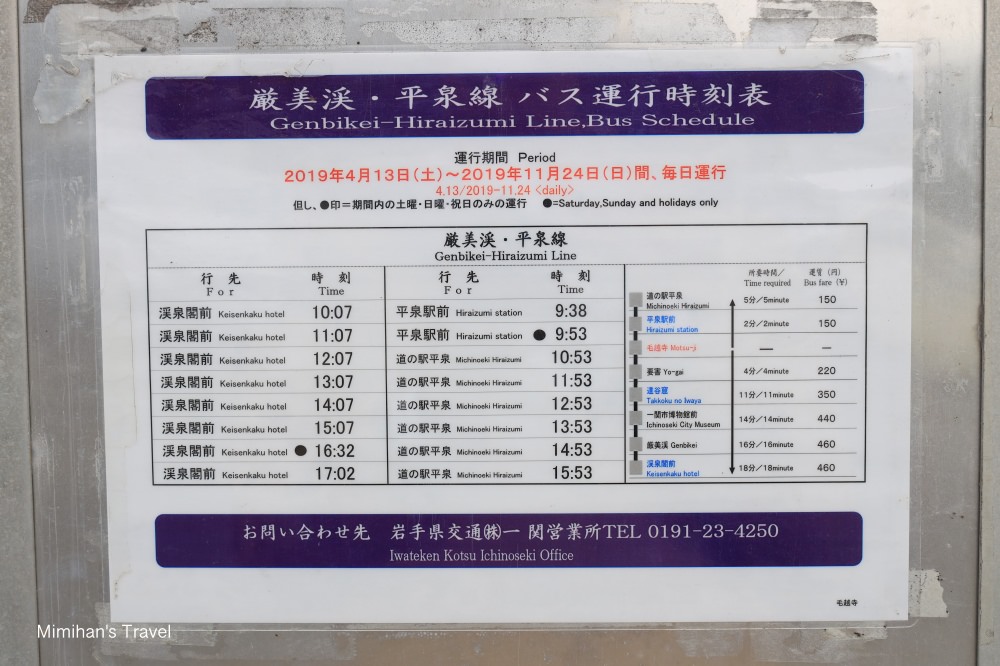 厳美渓・平泉線 バス運行時刻表
Genbikei-Hiraizumi Line,Bus Schedule
運行期間 Period
2019年4月13日(土)～2019年11月24日(日)間、毎日運行
4.13/2019-11.24 <daily>
但し、●印＝期間内の土曜・日曜・祝日のみの運行 ●=Saturday,Sunday and holidays only
厳美渓・平泉線
Genbikei-Hiraizumi Line
行先 時刻
For Time
渓泉閣前 Keisenkaku hotel 10:07
渓泉閣前 Keisenkaku hotel 11:07
渓泉閣前 Keisenkaku hotel 12:07
渓泉閣前 Keisenkaku hotel 13:07
渓泉閣前 Keisenkaku hotel 14:07
渓泉閣前 Keisenkaku hotel 15:07
渓泉閣前 Keisenkaku hotel ● 16:32
渓泉閣前 Keisenkaku hotel 17:02
行先 時刻
For Time
平泉駅前 Hiraizumi station 9:38
平泉駅前 Hiraizumi station ● 9:53
道の駅平泉 Michinoeki Hiraizumi 10:53
道の駅平泉 Michinoeki Hiraizumi 11:53
道の駅平泉 Michinoeki Hiraizumi 12:53
道の駅平泉 Michinoeki Hiraizumi 13:53
道の駅平泉 Michinoeki Hiraizumi 14:53
道の駅平泉 Michinoeki Hiraizumi 15:53
所要時間／ 運賃（円）
Time required Bus fare（¥）
道の駅平泉
Michinoeki Hiraizumi 5分／5minute 150
平泉駅前
Hiraizumi station 2分／2minute 150
毛越寺 Motsu-ji — —
要害 Yo-gai 4分／4minute 220
達谷窟
Takkoku no Iwaya 11分／11minute 350
一関市博物館前
Ichinoseki City Museum 14分／14minute 440
厳美渓 Genbikei 16分／16minute 460
渓泉閣前
Keisenkaku hotel 18分／18minute 460
お問い合わせ先 岩手県交通㈱一関営業所TEL 0191-23-4250
Iwateken Kotsu Ichinoseki Office
毛越寺
Mimihan's Travel